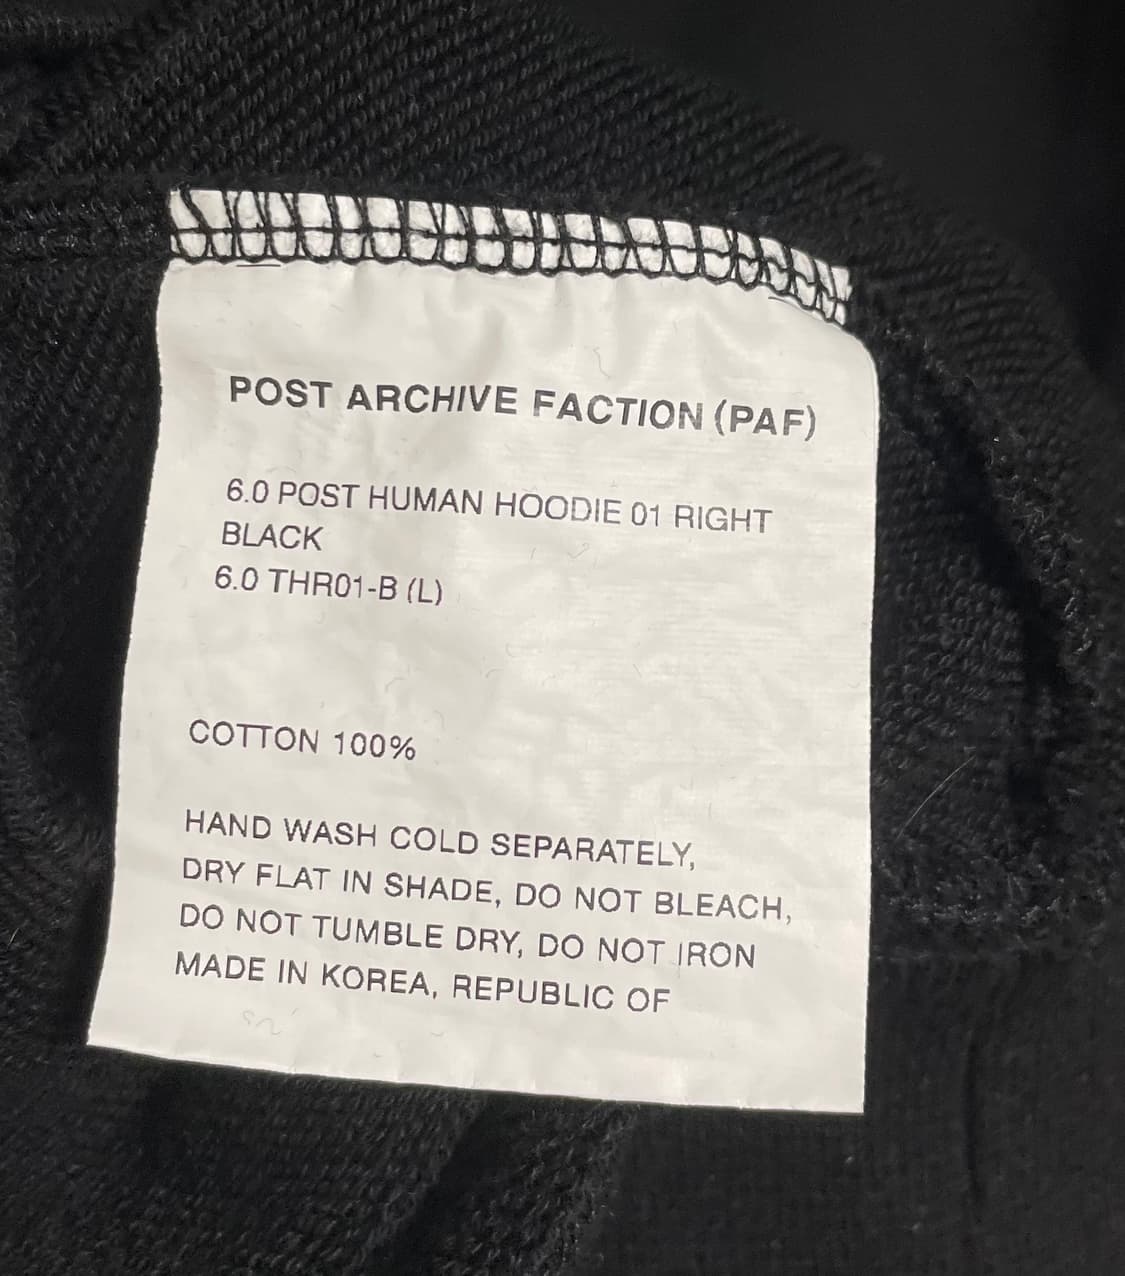 POST ARCHIVE FACTION (PAF)
6.0 POST HUMAN HOODIE 01 RIGHT
BLACK
6.0 THR01-B (L)
COTTON 100%
HAND WASH COLD SEPARATELY,
DRY FLAT IN SHADE, DO NOT BLEACH,
DO NOT TUMBLE DRY, DO NOT IRON
MADE IN KOREA, REPUBLIC OF